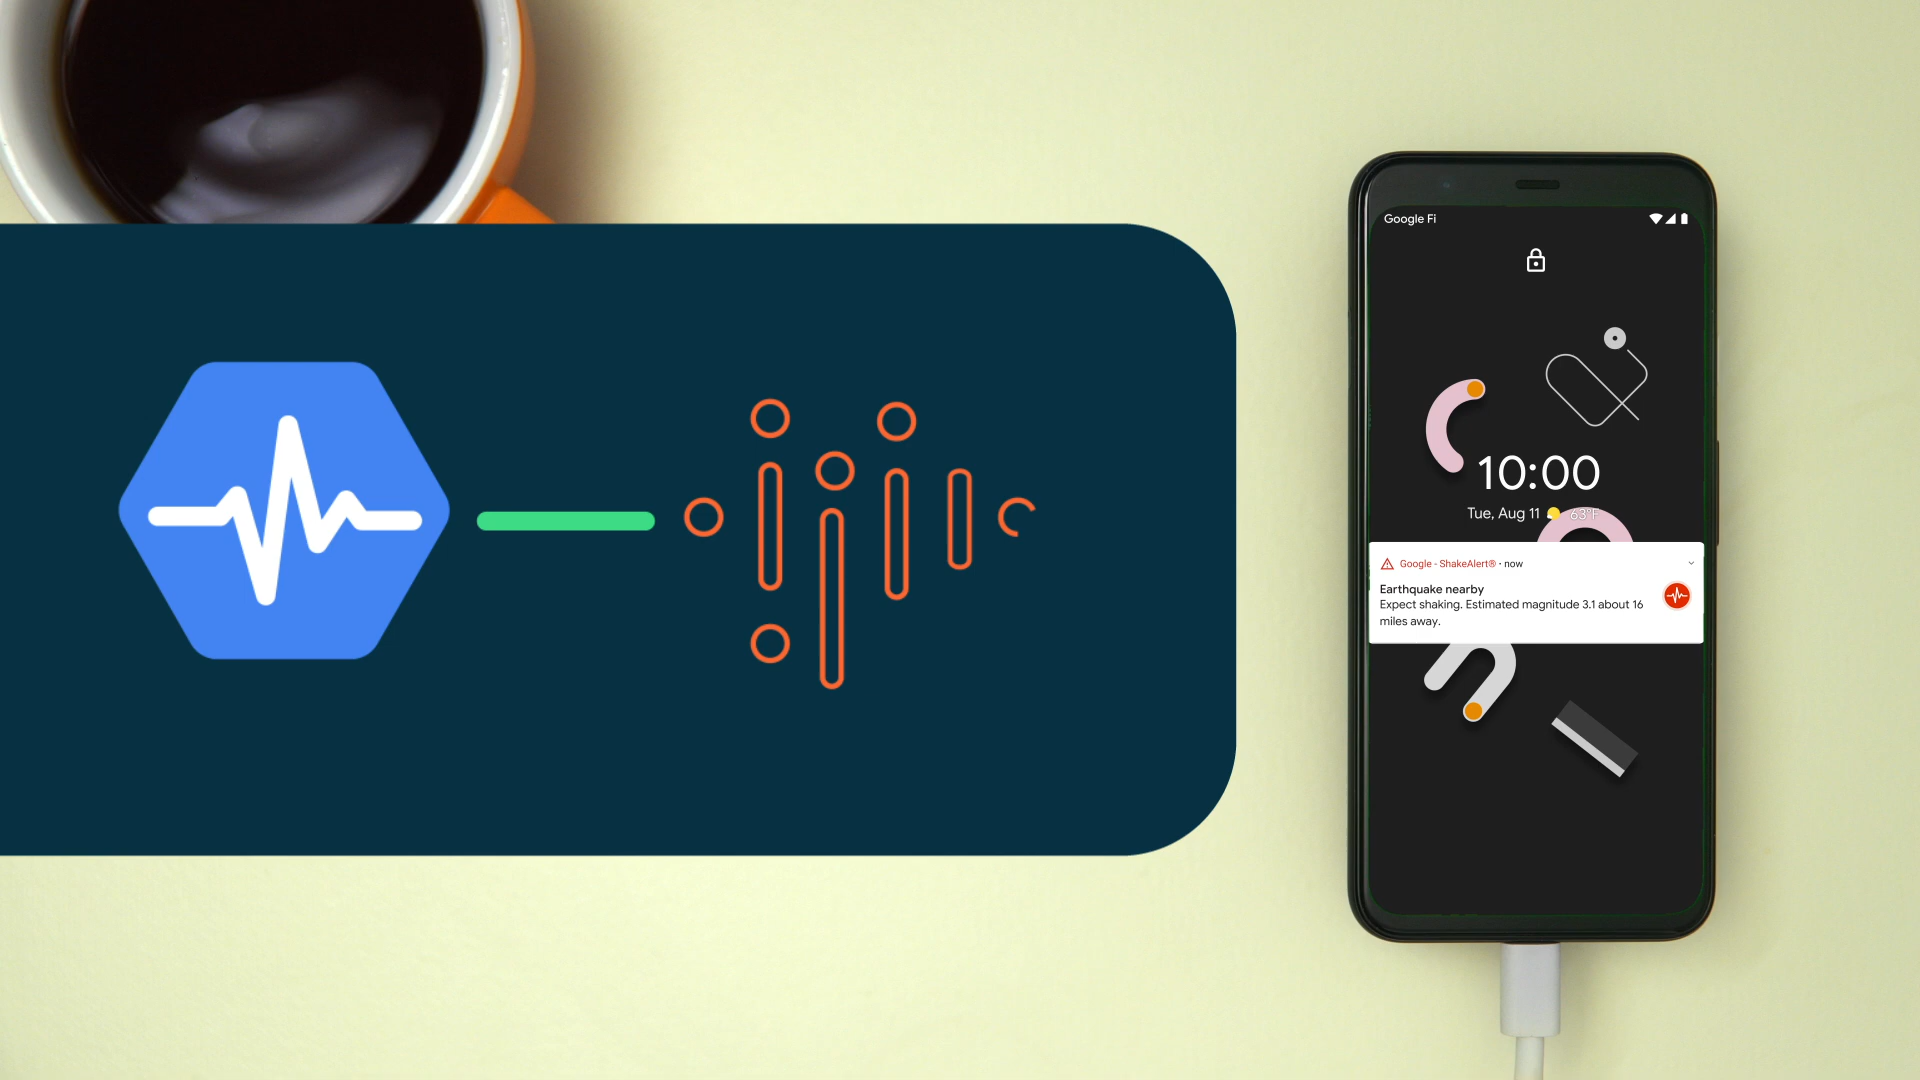 Google Fi
10:00
Tue, Aug 11 63°F
Google - ShakeAlert® · now
Earthquake nearby
Expect shaking. Estimated magnitude 3.1 about 16
miles away.